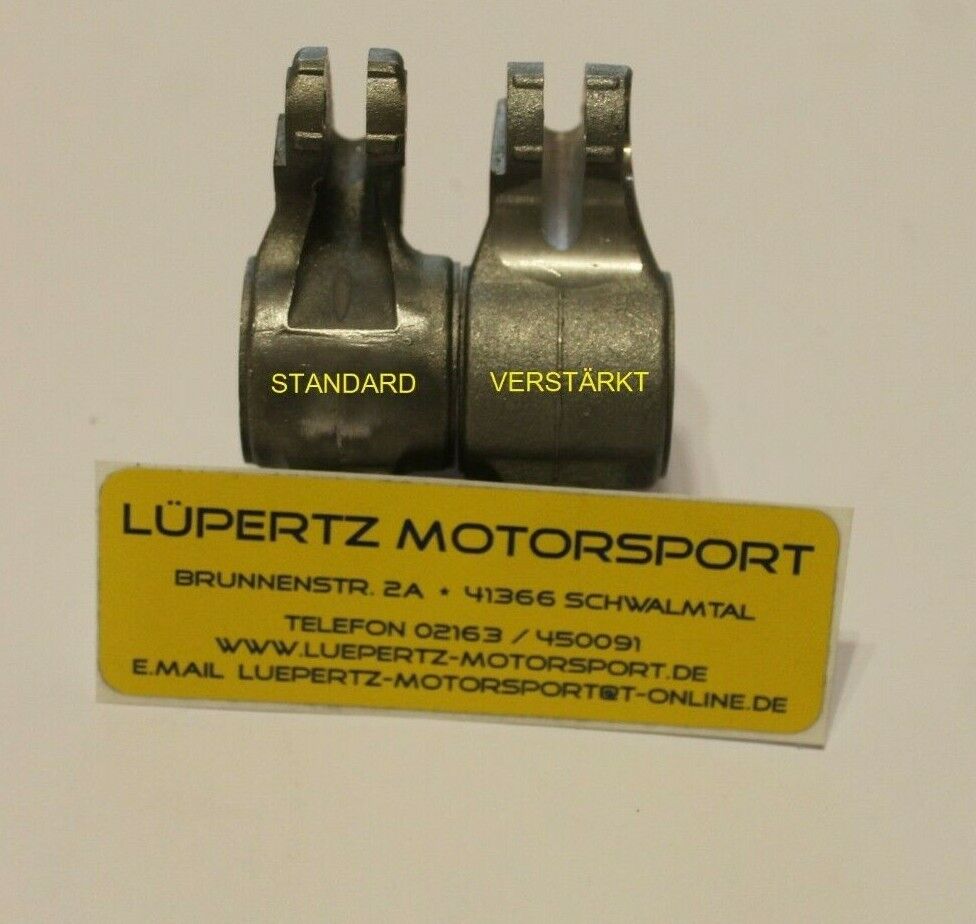 STANDARD VERSTÄRKT
LÜPERTZ MOTORSPORT
BRUNNENSTR. 2A * 41366 SCHWALMTAL
TELEFON 02163 / 450091
WWW.LUEPERTZ-MOTORSPORT.DE
E.MAIL LUEPERTZ-MOTORSPORT@T-ONLINE.DE